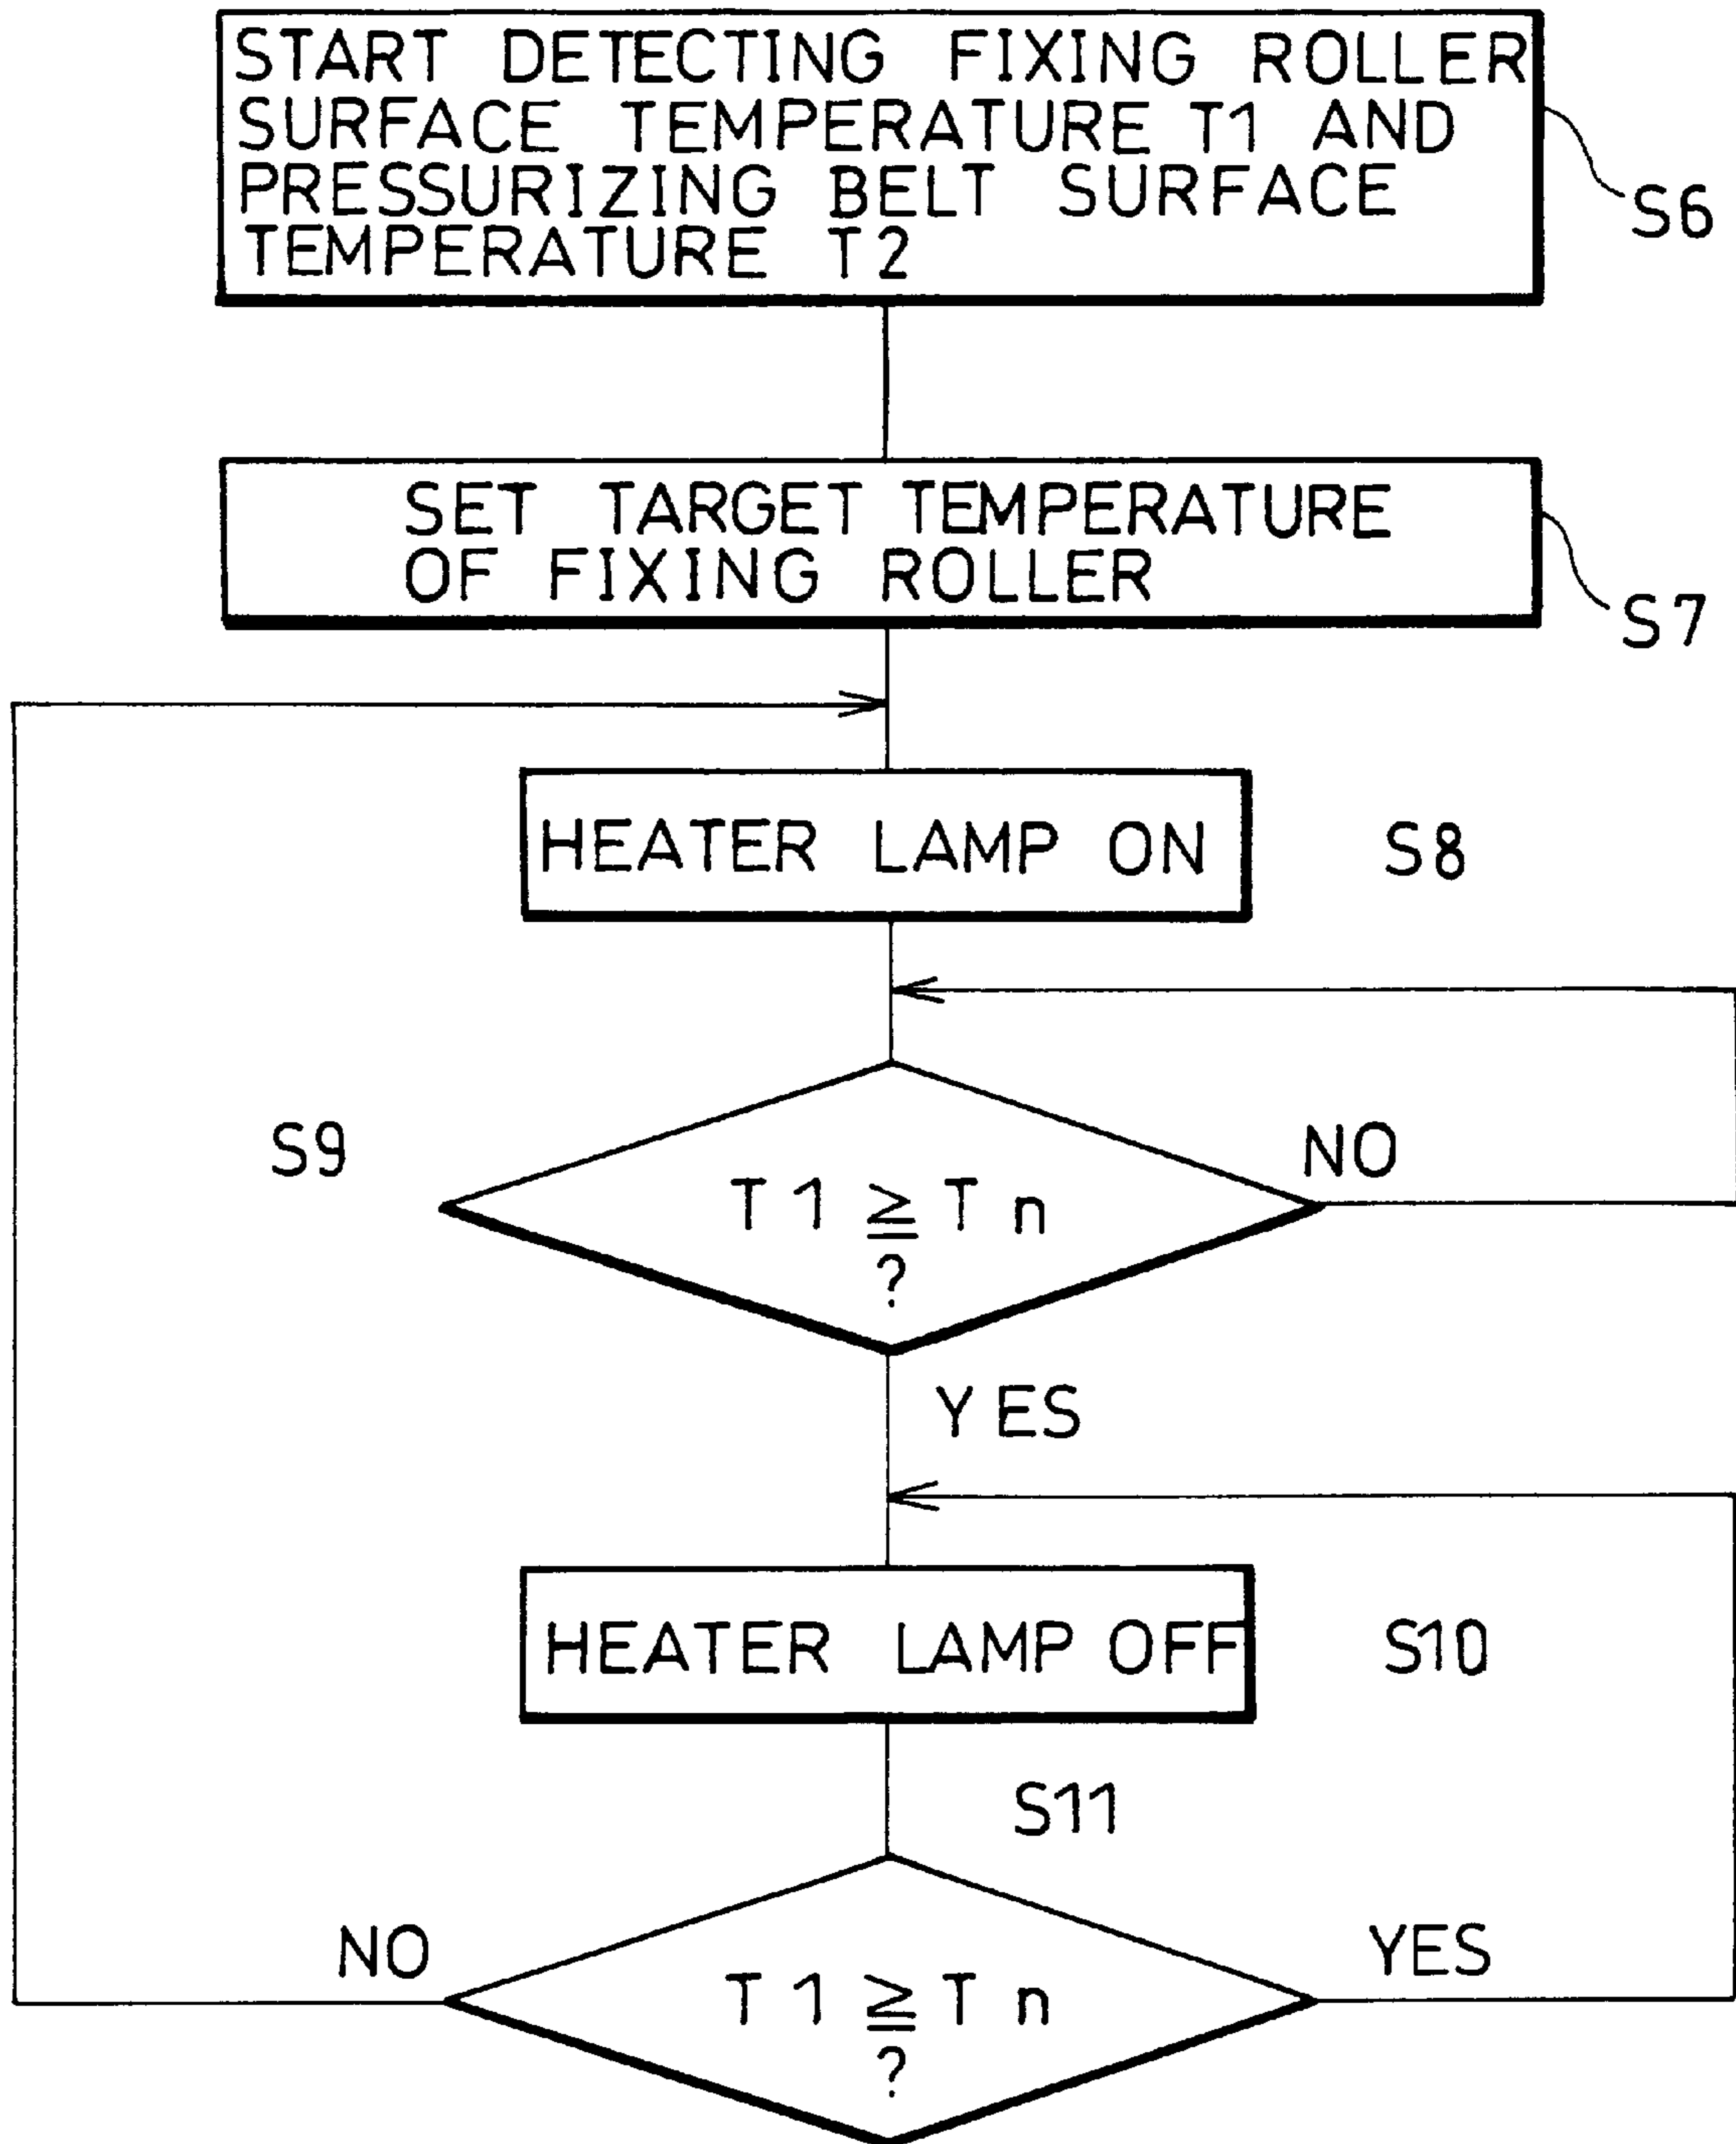 START DETECTING FIXING ROLLER
SURFACE TEMPERATURE T1 AND
PRESSURIZING BELT SURFACE
TEMPERATURE T2
S6
SET TARGET TEMPERATURE
OF FIXING ROLLER
S7
HEATER LAMP ON
S8
S9
NO
T1 ≧ Tn
?
YES
HEATER LAMP OFF
S10
S11
NO
YES
T1 ≧ Tn
?